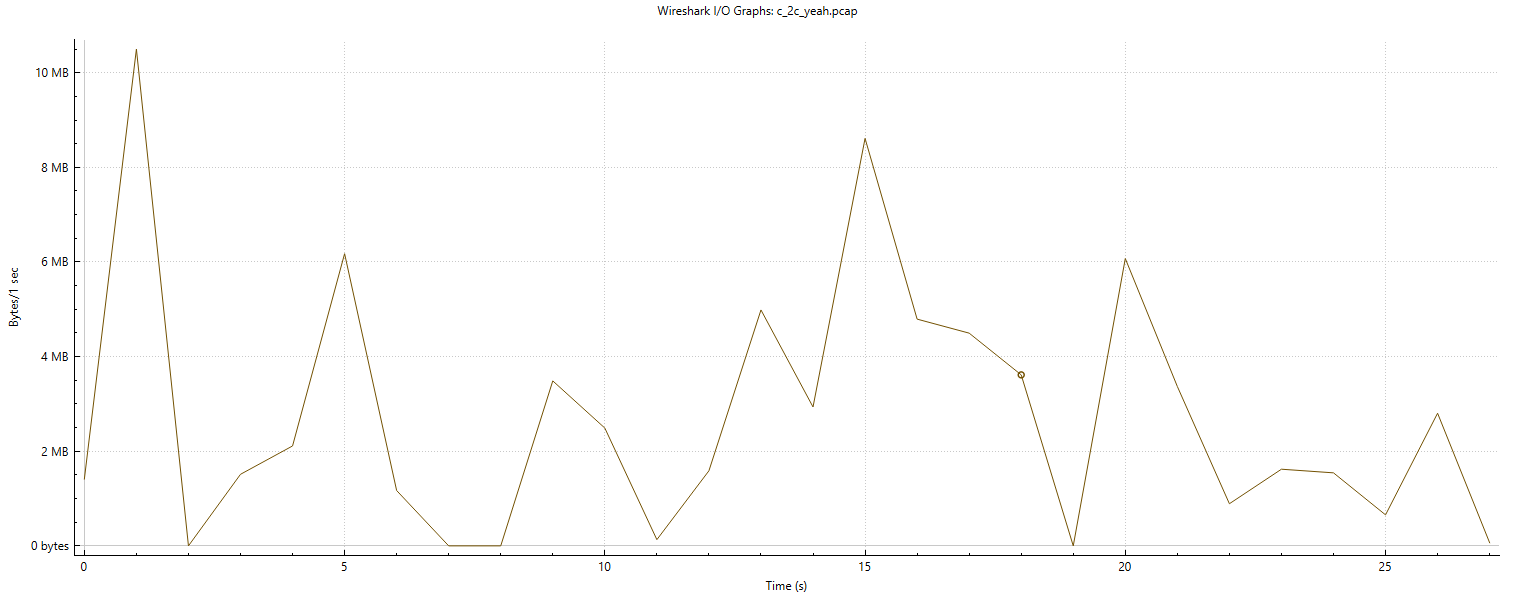 Wireshark I/O Graphs: c_2c_yeah.pcap
10 MB
8 MB
6 MB
4 MB
2 MB
0 bytes
Bytes/1 sec
0 5 10 15 20 25
Time (s)